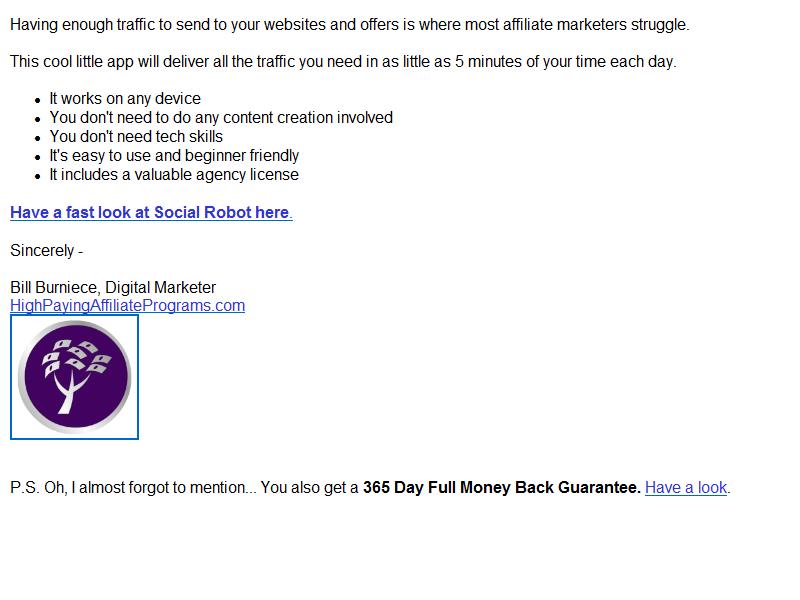 Having enough traffic to send to your websites and offers is where most affiliate marketers struggle.
This cool little app will deliver all the traffic you need in as little as 5 minutes of your time each day.
• It works on any device
• You don't need to do any content creation involved
• You don't need tech skills
• It's easy to use and beginner friendly
• It includes a valuable agency license
Have a fast look at Social Robot here.
Sincerely -
Bill Burniece, Digital Marketer
HighPayingAffiliatePrograms.com
P.S. Oh, I almost forgot to mention... You also get a 365 Day Full Money Back Guarantee. Have a look.